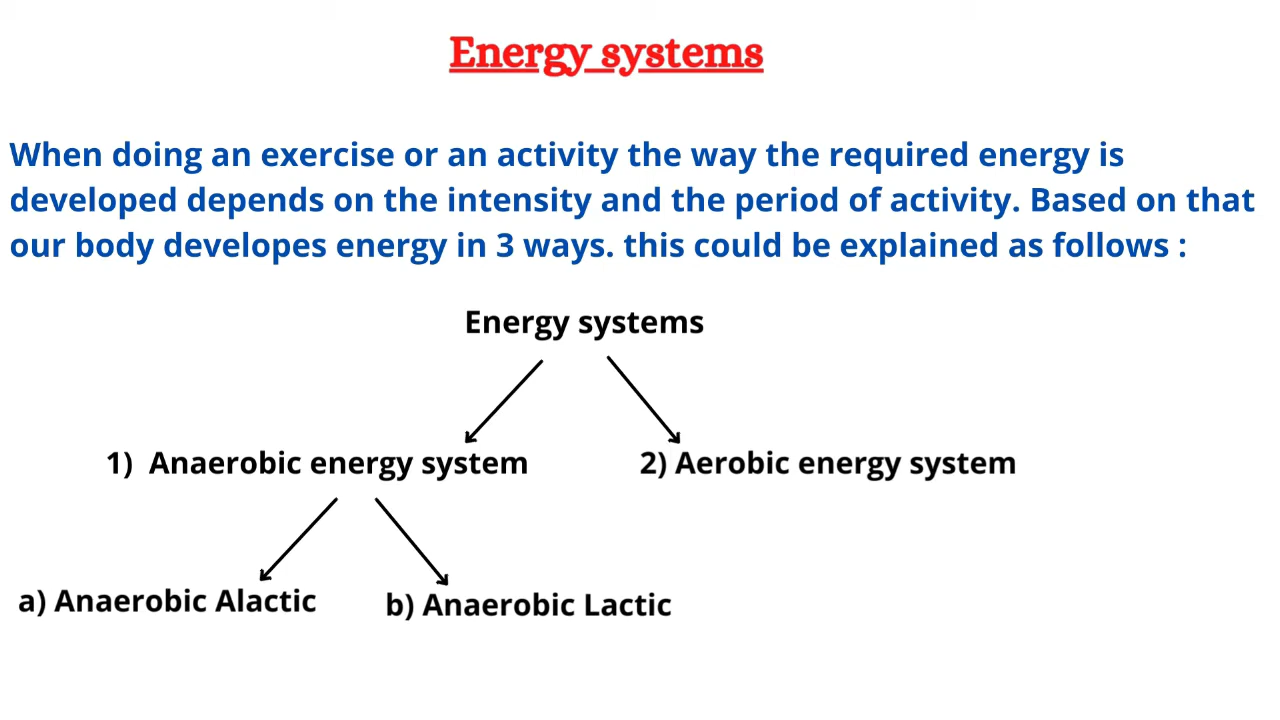 Energy systems
When doing an exercise or an activity the way the required energy is
developed depends on the intensity and the period of activity. Based on that
our body developes energy in 3 ways. this could be explained as follows :
Energy systems
1) Anaerobic energy system
2) Aerobic energy system
a) Anaerobic Alactic
b) Anaerobic Lactic